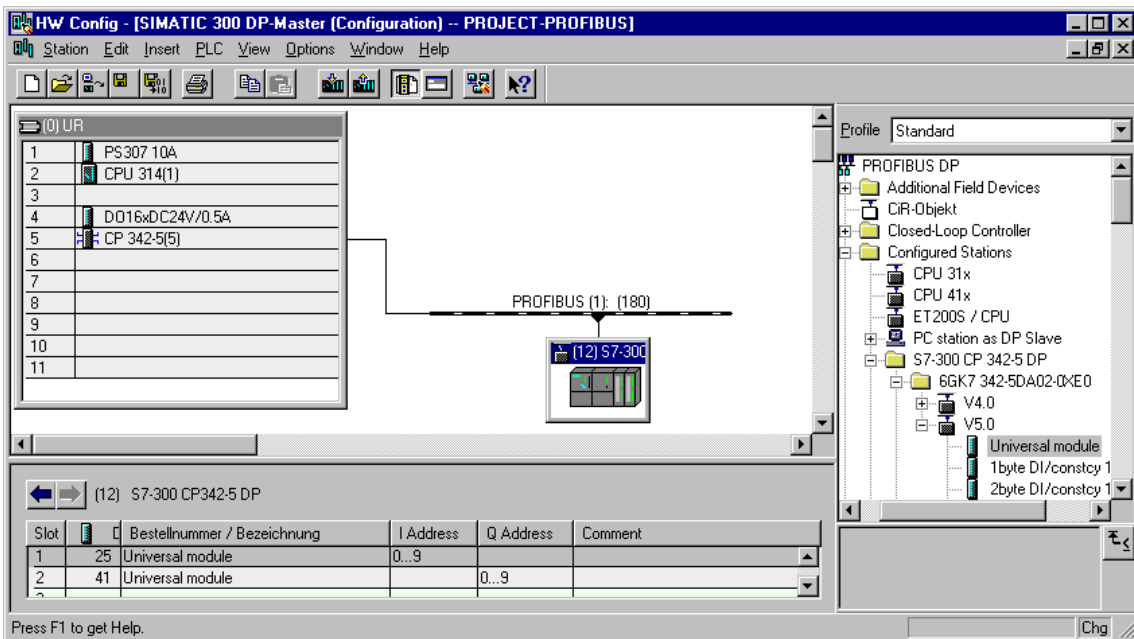 HW Config - [SIMATIC 300 DP-Master (Configuration) -- PROJECT-PROFIBUS]
Station Edit Insert PLC View Options Window Help
(0) UR
1 PS307 10A
2 CPU 314(1)
3
4 DO16xDC24V/0.5A
5 CP 342-5(5)
6
7
8
9
10
11
PROFIBUS (1): (180)
(12) S7-300
Profile Standard
PROFIBUS DP
Additional Field Devices
CiR-Objekt
Closed-Loop Controller
Configured Stations
CPU 31x
CPU 41x
ET200S / CPU
PC station as DP Slave
S7-300 CP 342-5 DP
6GK7 342-5DA02-0XE0
V4.0
V5.0
Universal module
1byte DI/constcy 1
2byte DI/constcy 1
(12) S7-300 CP342-5 DP
Slot D Bestellnummer / Bezeichnung I Address Q Address Comment
1 25 Universal module 0...9
2 41 Universal module 0...9
Press F1 to get Help.
Chg